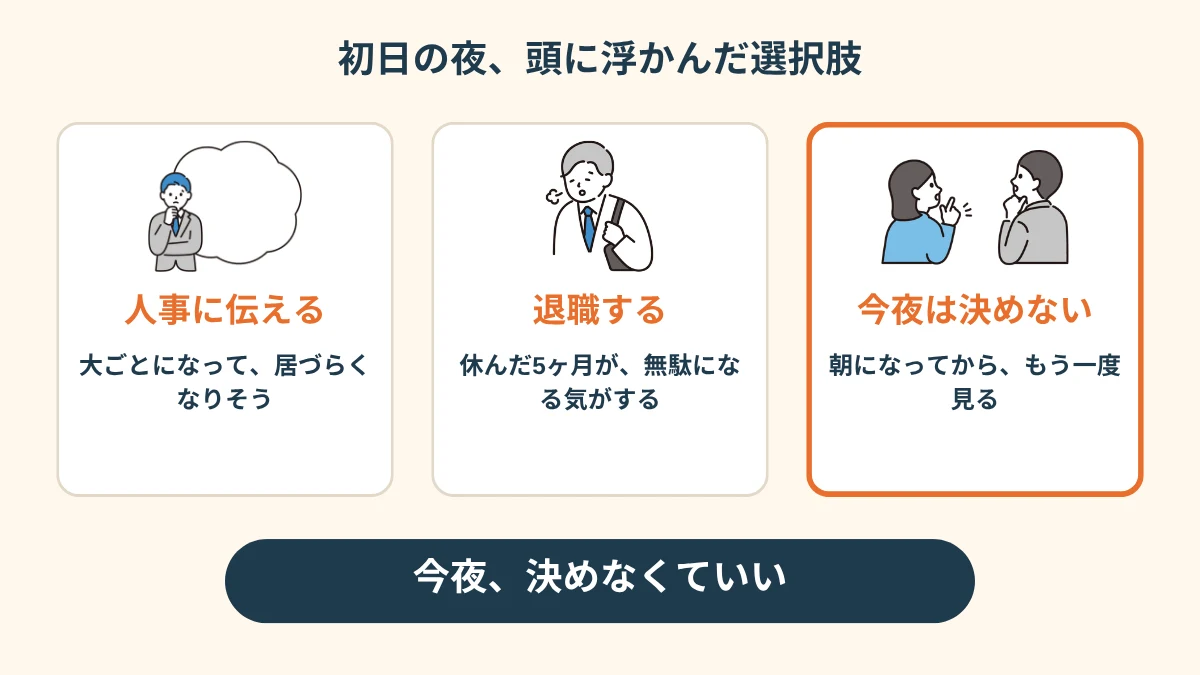 初日の夜、頭に浮かんだ選択肢
人事に伝える
大ごとになって、居づらく
なりそう
退職する
休んだ5ヶ月が、無駄にな
る気がする
今夜は決めない
朝になってから、もう一度
見る
今夜、決めなくていい